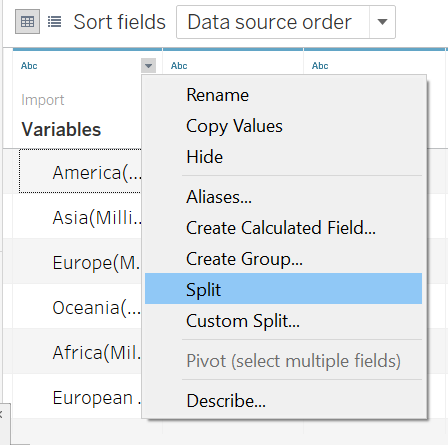 Sort fields Data source order
Abc Abc Abc
Import
Variables
America(...
Asia(Milli...
Europe(M...
Oceania(...
Africa(Mil...
European ...
Rename
Copy Values
Hide
Aliases...
Create Calculated Field...
Create Group...
Split
Custom Split...
Pivot (select multiple fields)
Describe...